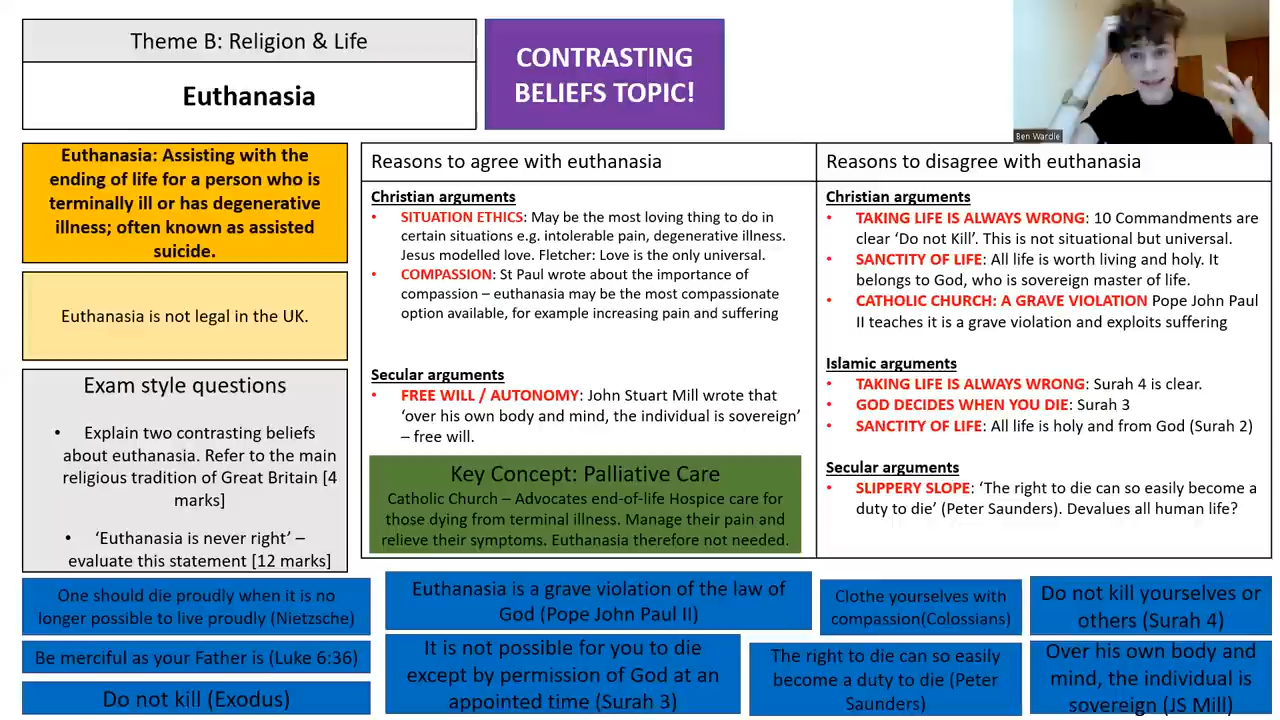 Theme B: Religion & Life
Euthanasia
CONTRASTING
BELIEFS TOPIC!
Ben Wardle
Euthanasia: Assisting with the
ending of life for a person who is
terminally ill or has degenerative
illness; often known as assisted
suicide.
Euthanasia is not legal in the UK.
Exam style questions
• Explain two contrasting beliefs
about euthanasia. Refer to the main
religious tradition of Great Britain [4
marks]
• ‘Euthanasia is never right’ –
evaluate this statement [12 marks]
Reasons to agree with euthanasia
Christian arguments
• SITUATION ETHICS: May be the most loving thing to do in
certain situations e.g. intolerable pain, degenerative illness.
Jesus modelled love. Fletcher: Love is the only universal.
• COMPASSION: St Paul wrote about the importance of
compassion – euthanasia may be the most compassionate
option available, for example increasing pain and suffering
Secular arguments
• FREE WILL / AUTONOMY: John Stuart Mill wrote that
‘over his own body and mind, the individual is sovereign’
– free will.
Key Concept: Palliative Care
Catholic Church – Advocates end-of-life Hospice care for
those dying from terminal illness. Manage their pain and
relieve their symptoms. Euthanasia therefore not needed.
Reasons to disagree with euthanasia
Christian arguments
• TAKING LIFE IS ALWAYS WRONG: 10 Commandments are
clear ‘Do not Kill’. This is not situational but universal.
• SANCTITY OF LIFE: All life is worth living and holy. It
belongs to God, who is sovereign master of life.
• CATHOLIC CHURCH: A GRAVE VIOLATION Pope John Paul
II teaches it is a grave violation and exploits suffering
Islamic arguments
• TAKING LIFE IS ALWAYS WRONG: Surah 4 is clear.
• GOD DECIDES WHEN YOU DIE: Surah 3
• SANCTITY OF LIFE: All life is holy and from God (Surah 2)
Secular arguments
• SLIPPERY SLOPE: ‘The right to die can so easily become a
duty to die’ (Peter Saunders). Devalues all human life?
One should die proudly when it is no
longer possible to live proudly (Nietzsche)
Be merciful as your Father is (Luke 6:36)
Do not kill (Exodus)
Euthanasia is a grave violation of the law of
God (Pope John Paul II)
It is not possible for you to die
except by permission of God at an
appointed time (Surah 3)
Clothe yourselves with
compassion(Colossians)
The right to die can so easily
become a duty to die (Peter
Saunders)
Do not kill yourselves or
others (Surah 4)
Over his own body and
mind, the individual is
sovereign (JS Mill)